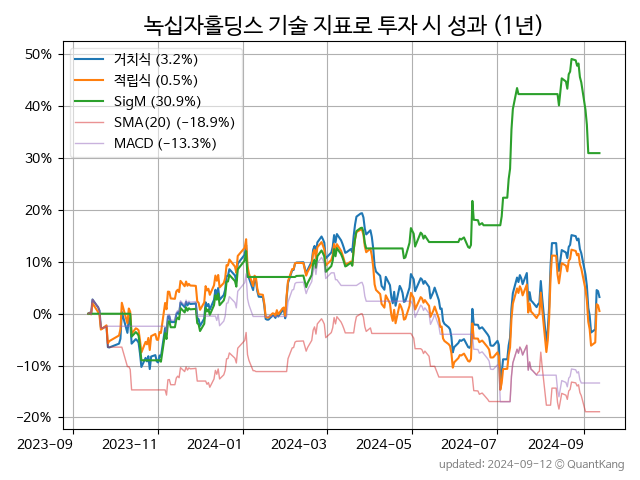 녹십자홀딩스 기술 지표로 투자 시 성과 (1년)
50%
40%
30%
20%
10%
0%
−10%
−20%
거치식 (3.2%)
적립식 (0.5%)
SigM (30.9%)
SMA(20) (−18.9%)
MACD (−13.3%)
2023-09 2023-11 2024-01 2024-03 2024-05 2024-07 2024-09
updated: 2024-09-12 © QuantKang